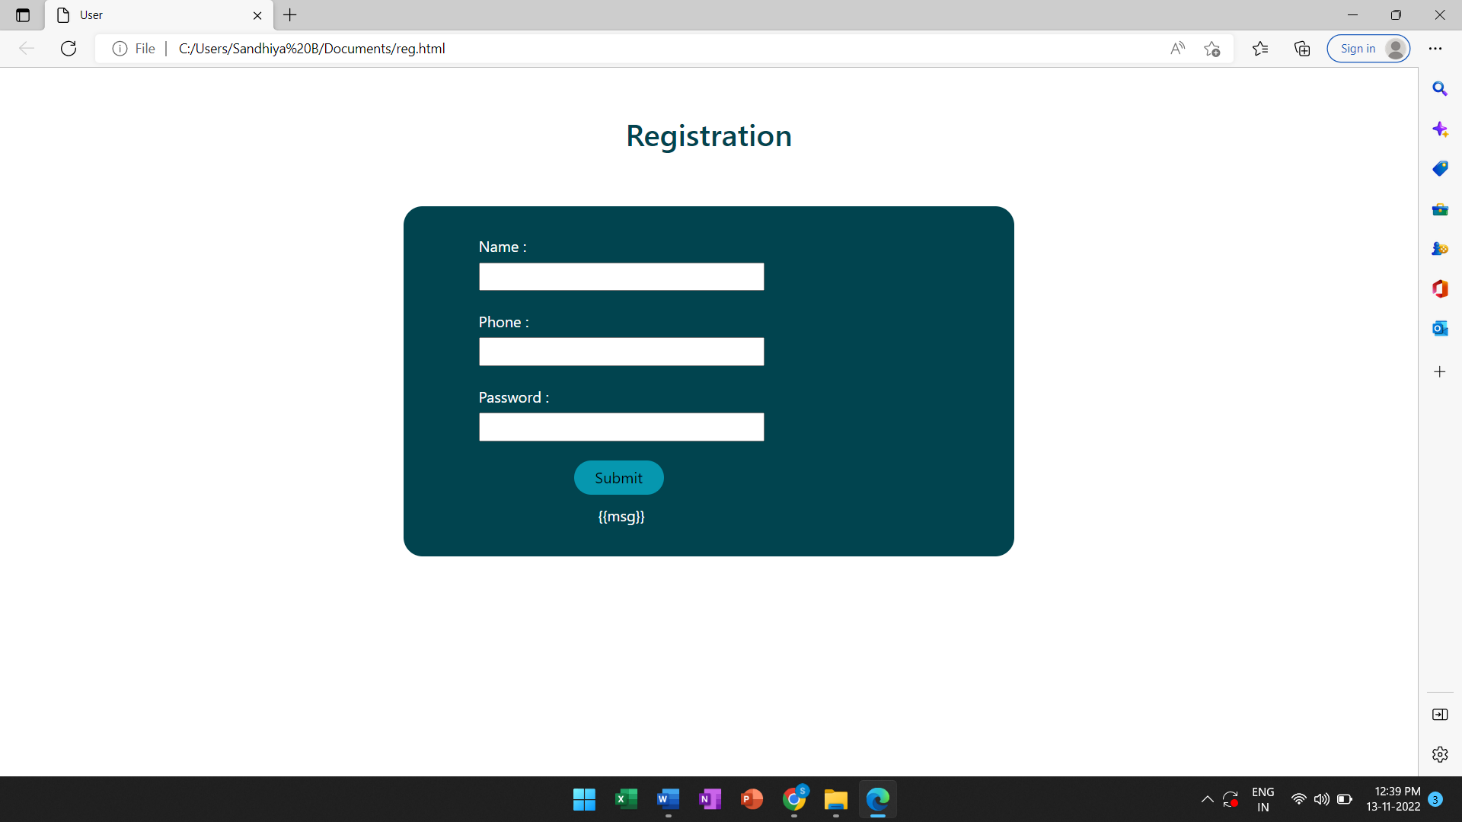 User
File | C:/Users/Sandhiya%20B/Documents/reg.html
Sign in
Registration
Name :
Phone :
Password :
Submit
{{msg}}
ENG
IN
12:39 PM
13-11-2022
3